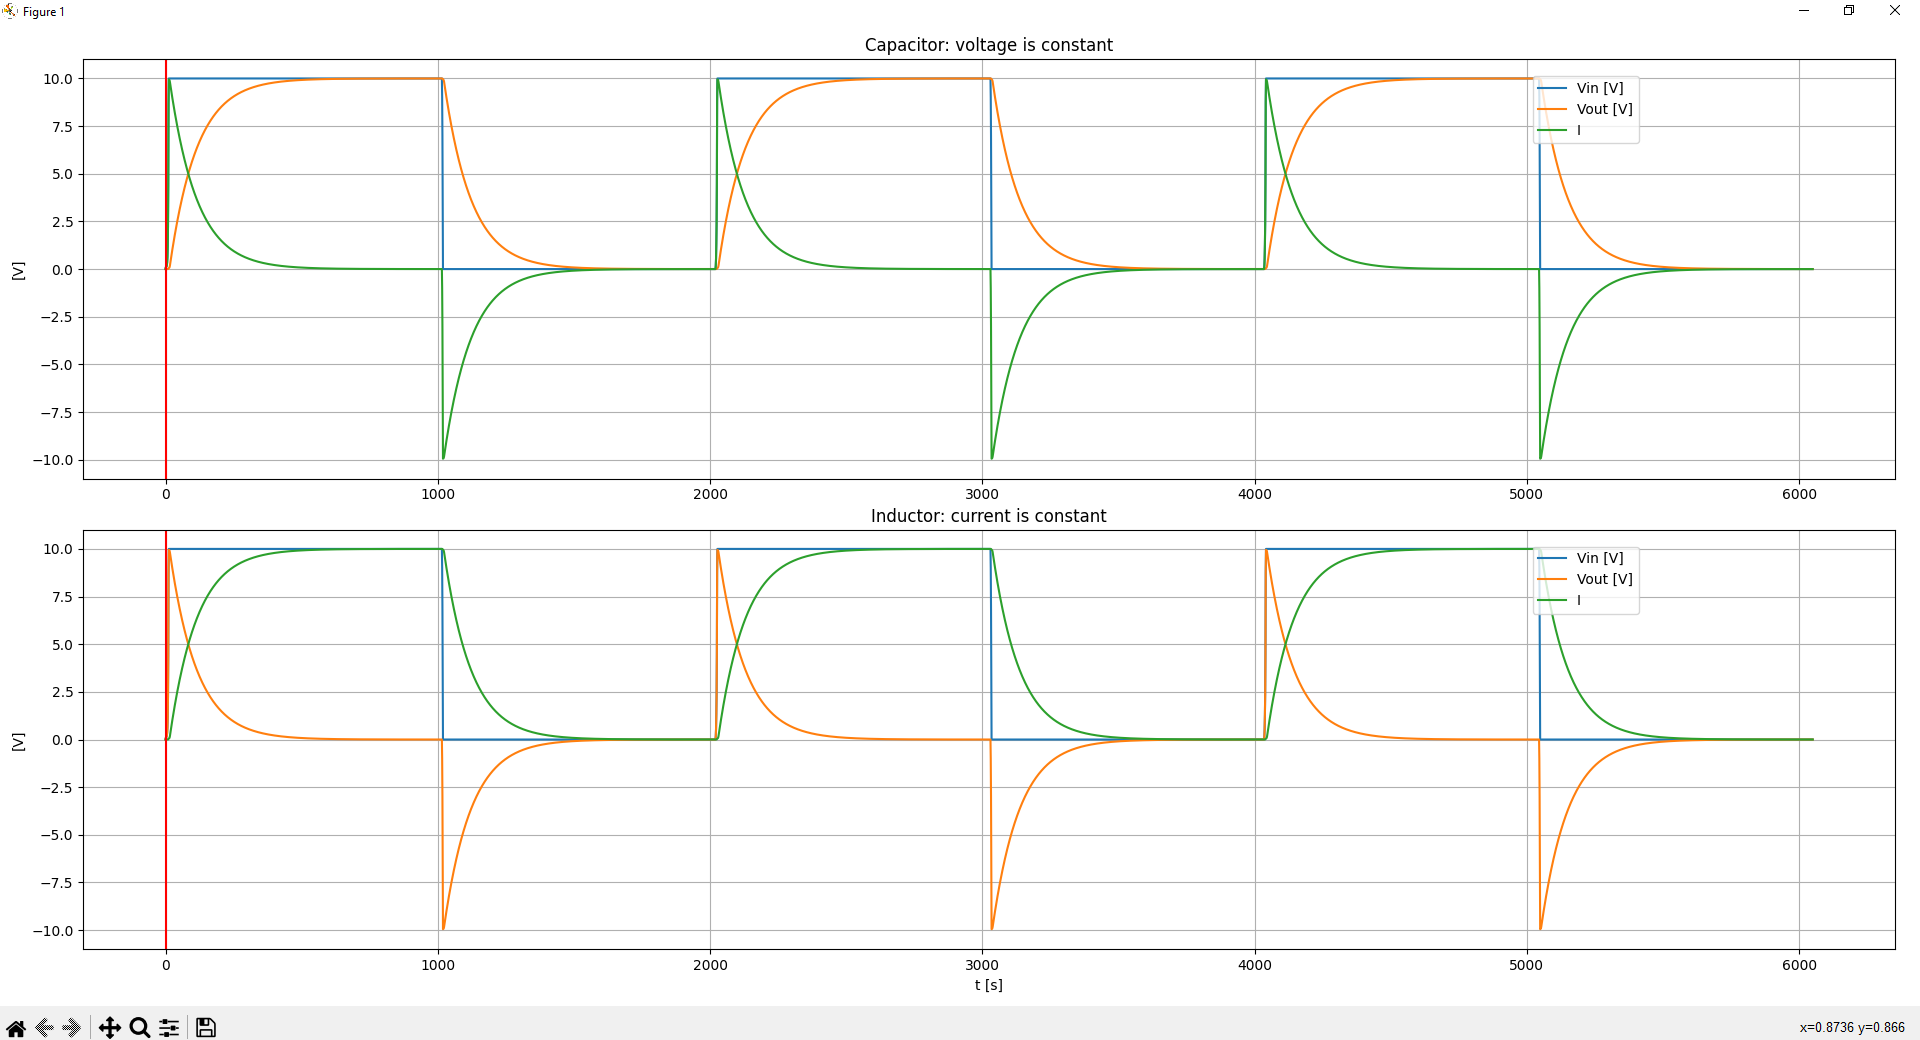 Figure 1
Capacitor: voltage is constant
10.0
7.5
5.0
2.5
0.0
−2.5
−5.0
−7.5
−10.0
[V]
Vin [V]
Vout [V]
I
0 1000 2000 3000 4000 5000 6000
Inductor: current is constant
10.0
7.5
5.0
2.5
0.0
−2.5
−5.0
−7.5
−10.0
[V]
Vin [V]
Vout [V]
I
0 1000 2000 3000 4000 5000 6000
t [s]
x=0.8736 y=0.866